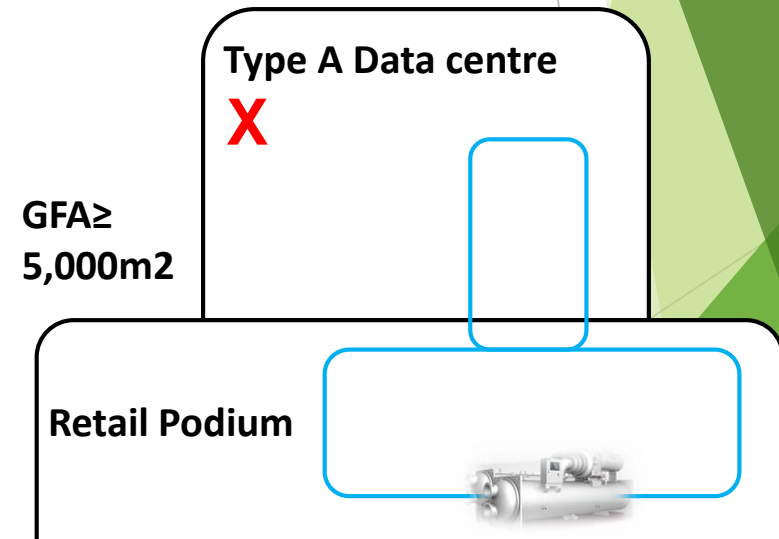 Type A Data centre
X
GFA≥
5,000m2
Retail Podium